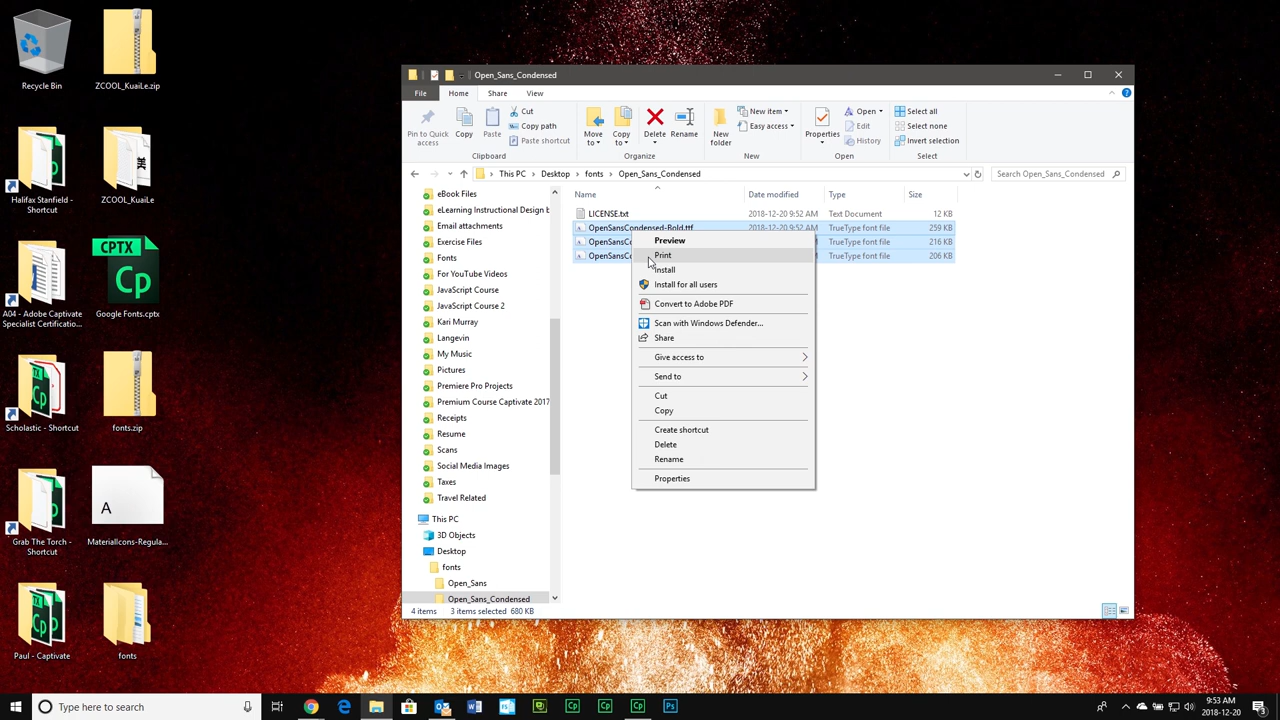 Recycle Bin
ZCOOL_KuaiLe.zip
Halifax Stanfield -
Shortcut
ZCOOL_KuaiLe
美
CPTX
Cp
A04 - Adobe Captivate
Specialist Certificatio...
Google Fonts.cptx
Scholastic - Shortcut
fonts.zip
A
Grab The Torch -
Shortcut
MaterialIcons-Regula...
Paul - Captivate
fonts
Open_Sans_Condensed
File
Home
Share
View
Pin to Quick
access
Copy
Paste
Cut
Copy path
Paste shortcut
Clipboard
Move
to
Copy
to
Delete
Rename
Organize
New
folder
New item
Easy access
New
Properties
Open
Edit
History
Open
Select all
Select none
Invert selection
Select
This PC > Desktop > fonts > Open_Sans_Condensed
Search Open_Sans_Condensed
Name
Date modified
Type
Size
LICENSE.txt
2018-12-20 9:52 AM
Text Document
12 KB
OpenSansCondensed-Bold.ttf
2018-12-20 9:52 AM
TrueType font file
259 KB
OpenSansCo
AM
TrueType font file
216 KB
OpenSansCo
AM
TrueType font file
206 KB
eBook Files
eLearning Instructional Design b
Email attachments
Exercise Files
Fonts
For YouTube Videos
JavaScript Course
JavaScript Course 2
Kari Murray
Langevin
My Music
Pictures
Premiere Pro Projects
Premium Course Captivate 2017
Receipts
Resume
Scans
Social Media Images
Taxes
Travel Related
This PC
3D Objects
Desktop
fonts
Open_Sans
Open_Sans_Condensed
Preview
Print
Install
Install for all users
Convert to Adobe PDF
Scan with Windows Defender...
Share
Give access to
Send to
Cut
Copy
Create shortcut
Delete
Rename
Properties
4 items
3 items selected 680 KB
Type here to search
9:53 AM
2018-12-20